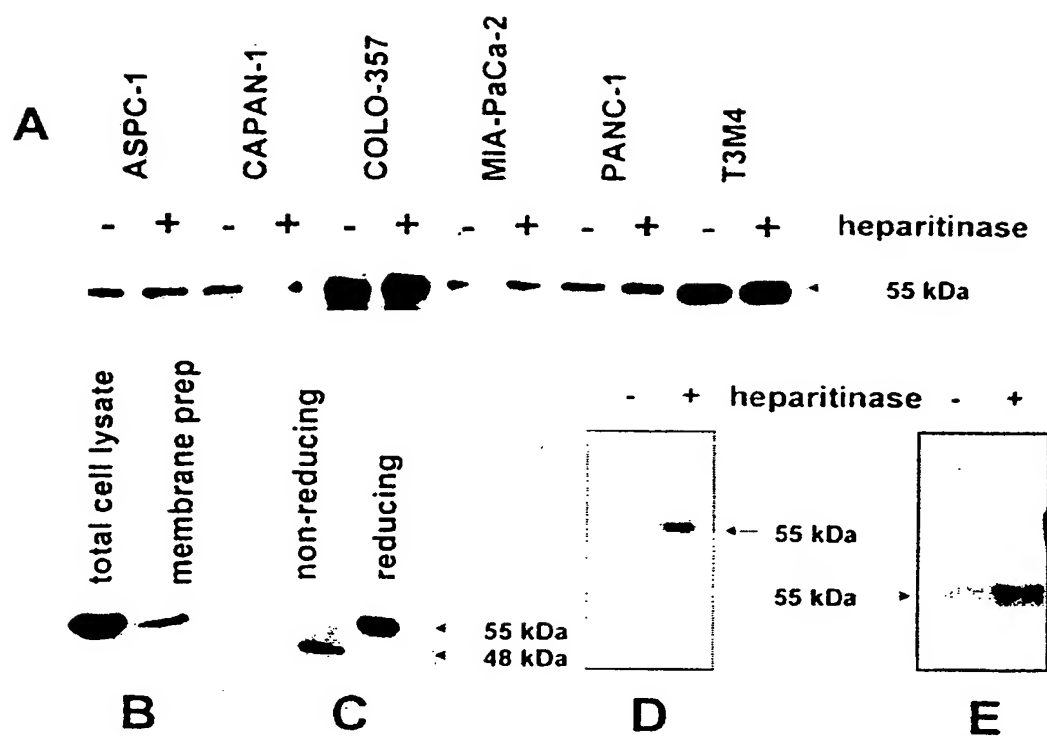 A
ASPC-1
CAPAN-1
COLO-357
MIA-PaCa-2
PANC-1
T3M4
- + - + - + - + - + - + heparitinase
55 kDa
total cell lysate
membrane prep
non-reducing
reducing
- + heparitinase - +
55 kDa
55 kDa
55 kDa
48 kDa
B C D E